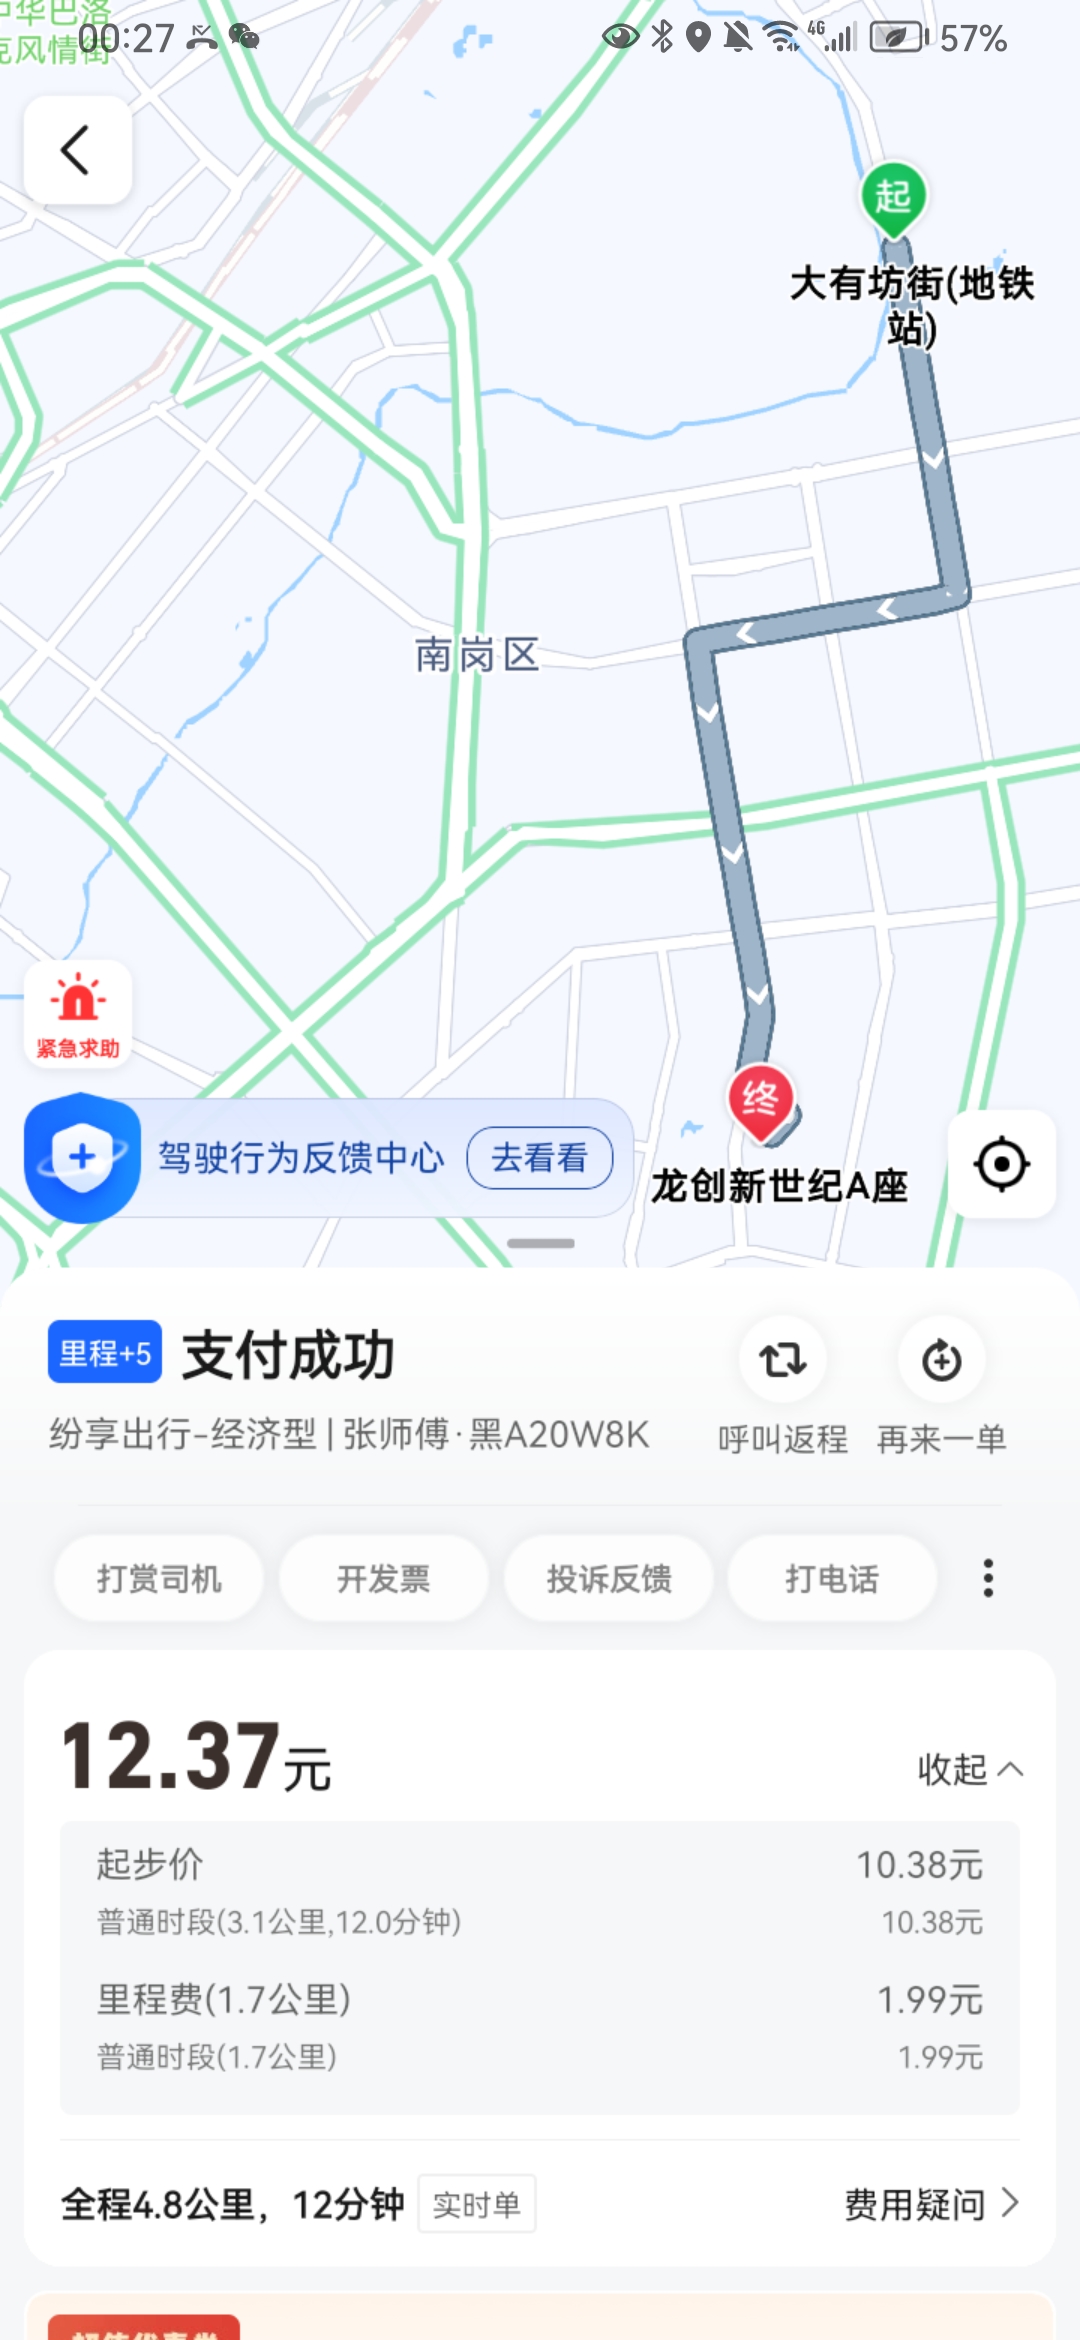 00:27
4G
57%
克风情街
起
大有坊街(地铁
站)
南岗区
紧急求助
驾驶行为反馈中心
去看看
终
龙创新世纪A座
里程+5
支付成功
纷享出行-经济型 | 张师傅·黑A20W8K
呼叫返程
再来一单
打赏司机
开发票
投诉反馈
打电话
12.37元
收起
起步价
10.38元
普通时段(3.1公里,12.0分钟)
10.38元
里程费(1.7公里)
1.99元
普通时段(1.7公里)
1.99元
全程4.8公里，12分钟
实时单
费用疑问